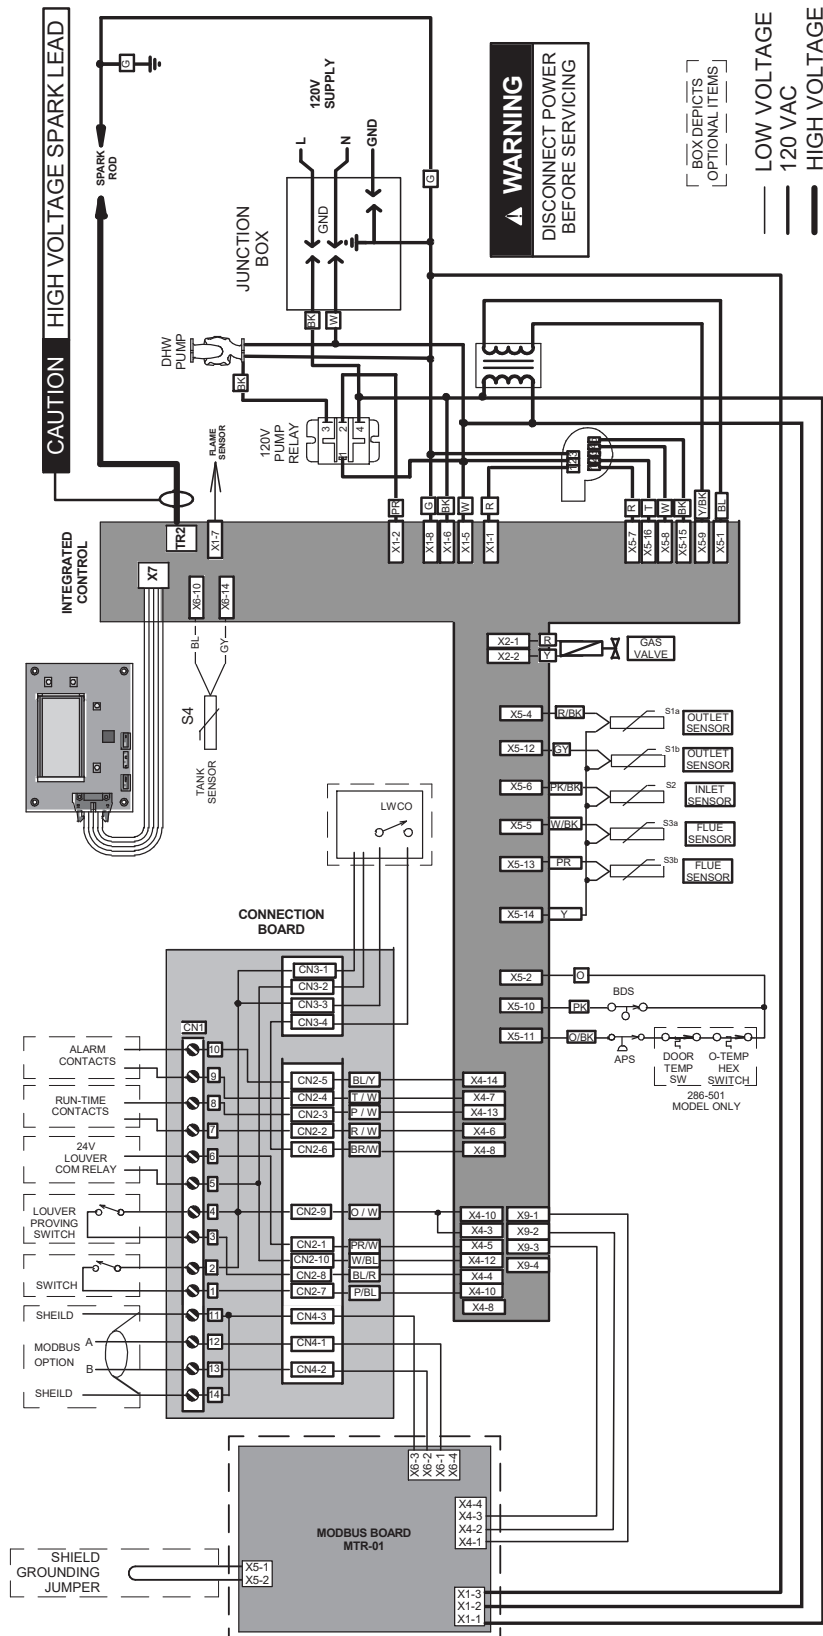 CAUTION
HIGH VOLTAGE SPARK LEAD
G
SPARK
ROD
120V
SUPPLY
L
N
GND
GND
JUNCTION
BOX
G
WARNING
DISCONNECT POWER
BEFORE SERVICING
BOX DEPICTS
OPTIONAL ITEMS
LOW VOLTAGE
120 VAC
HIGH VOLTAGE
DHW
PUMP
BK
BK
W
120V
PUMP
RELAY
3
2
1
4
FLAME
SENSOR
INTEGRATED
CONTROL
TR2
X1-7
X7
X6-10
X6-14
BL
GY
S4
TANK
SENSOR
PR
G
BK
W
R
X1-2
X1-8
X1-6
X1-5
X1-1
R
T
W
BK
Y/BK
BL
X5-7
X5-16
X5-8
X5-15
X5-9
X5-1
X2-1
R
X2-2
Y
GAS
VALVE
X5-4
R/BK
S1a
OUTLET
SENSOR
X5-12
GY
S1b
OUTLET
SENSOR
X5-6
PK/BK
S2
INLET
SENSOR
X5-5
W/BK
S3a
FLUE
SENSOR
X5-13
PR
S3b
FLUE
SENSOR
X5-14
Y
X5-2
O
X5-10
PK
BDS
X5-11
O/BK
APS
DOOR
TEMP
SW
O-TEMP
HEX
SWITCH
286-501
MODEL ONLY
LWCO
CONNECTION
BOARD
CN3-1
CN3-2
CN3-3
CN3-4
CN1
ALARM
CONTACTS
10
9
RUN-TIME
CONTACTS
8
7
24V
LOUVER
COM RELAY
6
5
LOUVER
PROVING
SWITCH
4
3
SWITCH
2
1
SHEILD
11
MODBUS
OPTION
A
12
B
13
SHEILD
14
CN2-5
BL/Y
X4-14
CN2-4
T / W
X4-7
CN2-3
P / W
X4-13
CN2-2
R / W
X4-6
CN2-6
BR/W
X4-8
CN2-9
O / W
X4-10
X9-1
X4-3
X9-2
CN2-1
PR/W
X4-5
X9-3
CN2-10
W/BL
X4-12
X9-4
CN2-8
BL/R
X4-4
CN2-7
P/BL
X4-10
X4-8
CN4-3
CN4-1
CN4-2
X6-3
X6-2
X6-1
X6-4
MODBUS BOARD
MTR-01
X4-4
X4-3
X4-2
X4-1
SHIELD
GROUNDING
JUMPER
X5-1
X5-2
X1-3
X1-2
X1-1